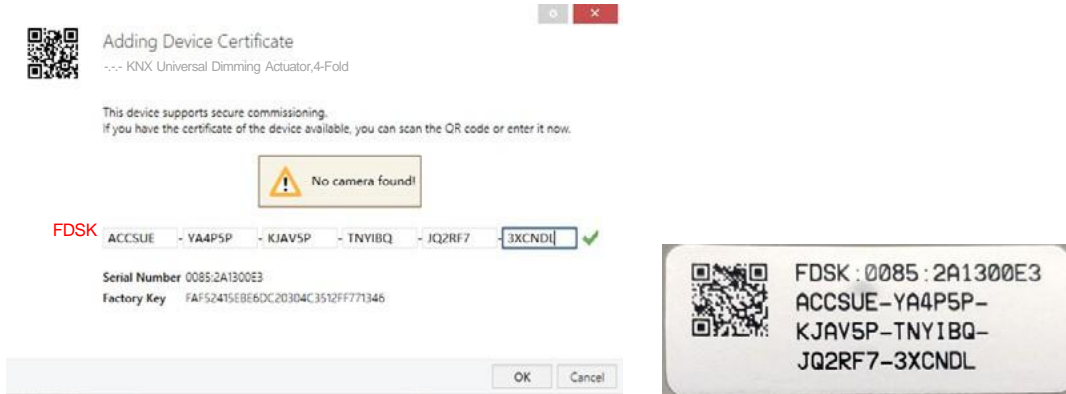 Adding Device Certificate
-.-.- KNX Universal Dimming Actuator,4-Fold
This device supports secure commissioning.
If you have the certificate of the device available, you can scan the QR code or enter it now.
No camera found!
FDSK
ACCSUE - YA4P5P - KJAV5P - TNYIBQ - JQ2RF7 - 3XCNDL
Serial Number 0085:2A1300E3
Factory Key FAF52415EBE6DC20304C3512FF771346
OK Cancel
FDSK:0085:2A1300E3
ACCSUE-YA4P5P-
KJAV5P-TNYIBQ-
JQ2RF7-3XCNDL